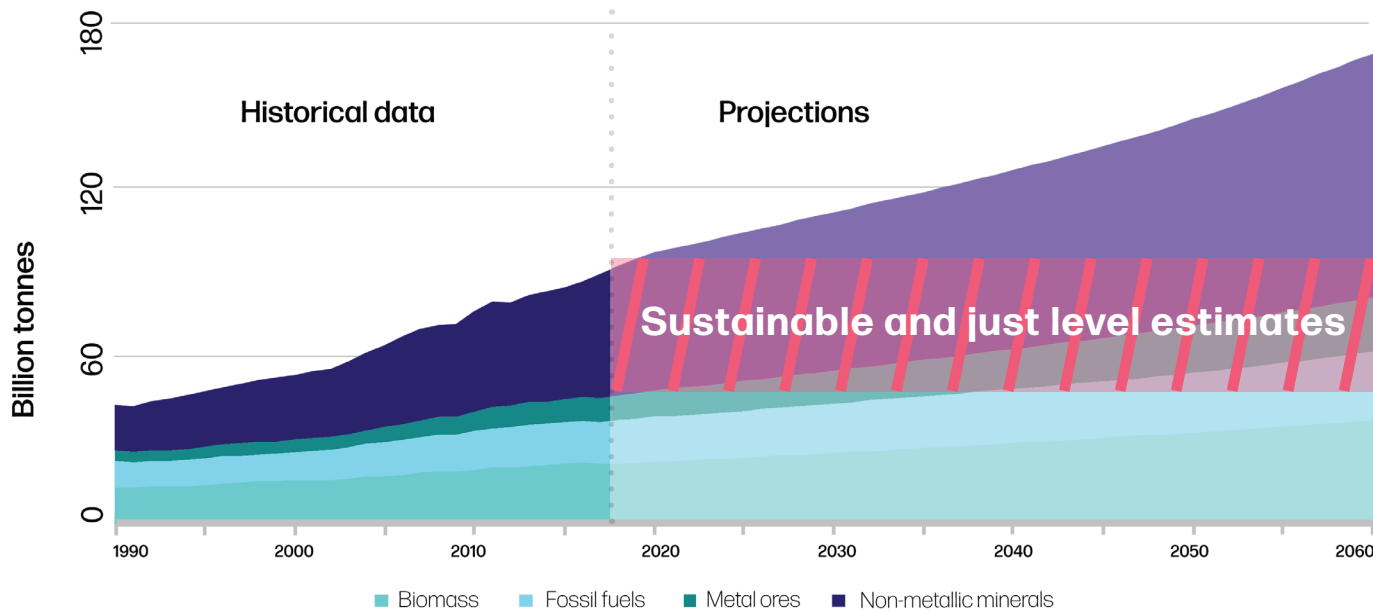 180
120
60
0
Billion tonnes
Historical data
Projections
Sustainable and just level estimates
1990
2000
2010
2020
2030
2040
2050
2060
Biomass
Fossil fuels
Metal ores
Non-metallic minerals